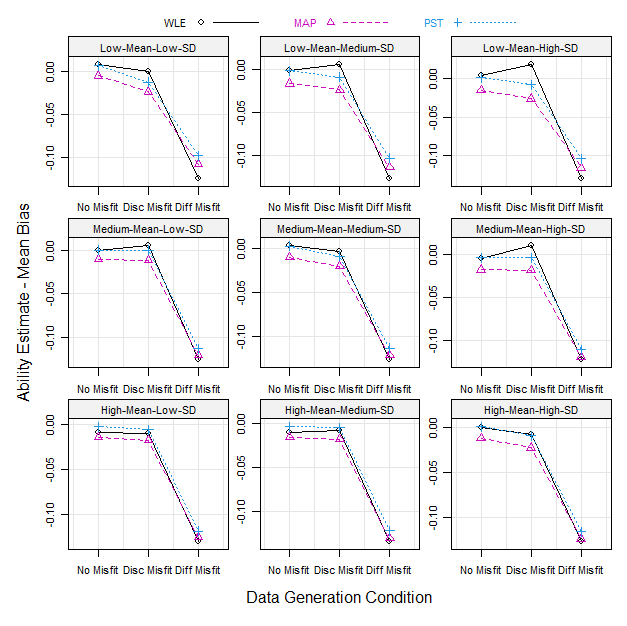 WLE MAP PST
Low-Mean-Low-SD Low-Mean-Medium-SD Low-Mean-High-SD
0.00 0.00 0.00
-0.05 -0.05 -0.05
-0.10 -0.10 -0.10
No Misfit Disc Misfit Diff Misfit No Misfit Disc Misfit Diff Misfit No Misfit Disc Misfit Diff Misfit
Medium-Mean-Low-SD Medium-Mean-Medium-SD Medium-Mean-High-SD
0.00 0.00 0.00
-0.05 -0.05 -0.05
-0.10 -0.10 -0.10
No Misfit Disc Misfit Diff Misfit No Misfit Disc Misfit Diff Misfit No Misfit Disc Misfit Diff Misfit
High-Mean-Low-SD High-Mean-Medium-SD High-Mean-High-SD
0.00 0.00 0.00
-0.05 -0.05 -0.05
-0.10 -0.10 -0.10
No Misfit Disc Misfit Diff Misfit No Misfit Disc Misfit Diff Misfit No Misfit Disc Misfit Diff Misfit
Ability Estimate - Mean Bias
Data Generation Condition